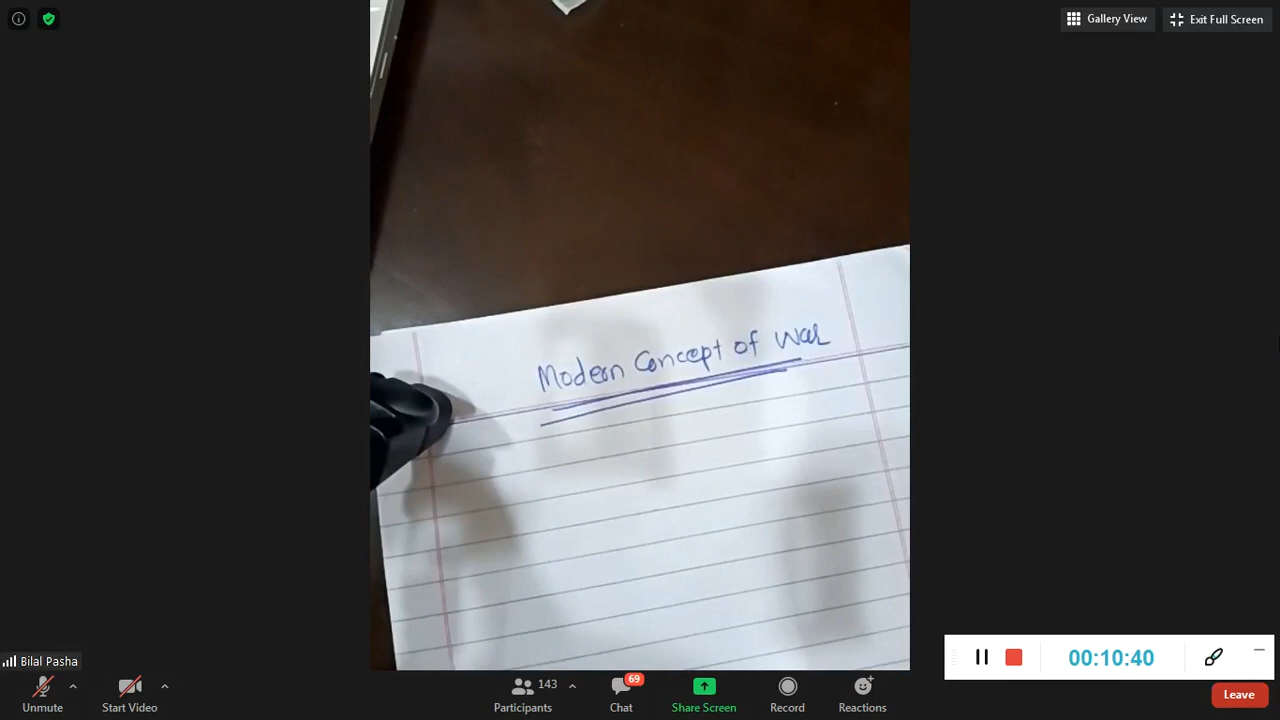 Gallery View
Exit Full Screen
Modern Concept of War
Bilal Pasha
00:10:40
Unmute
Start Video
143
Participants
69
Chat
Share Screen
Record
Reactions
Leave